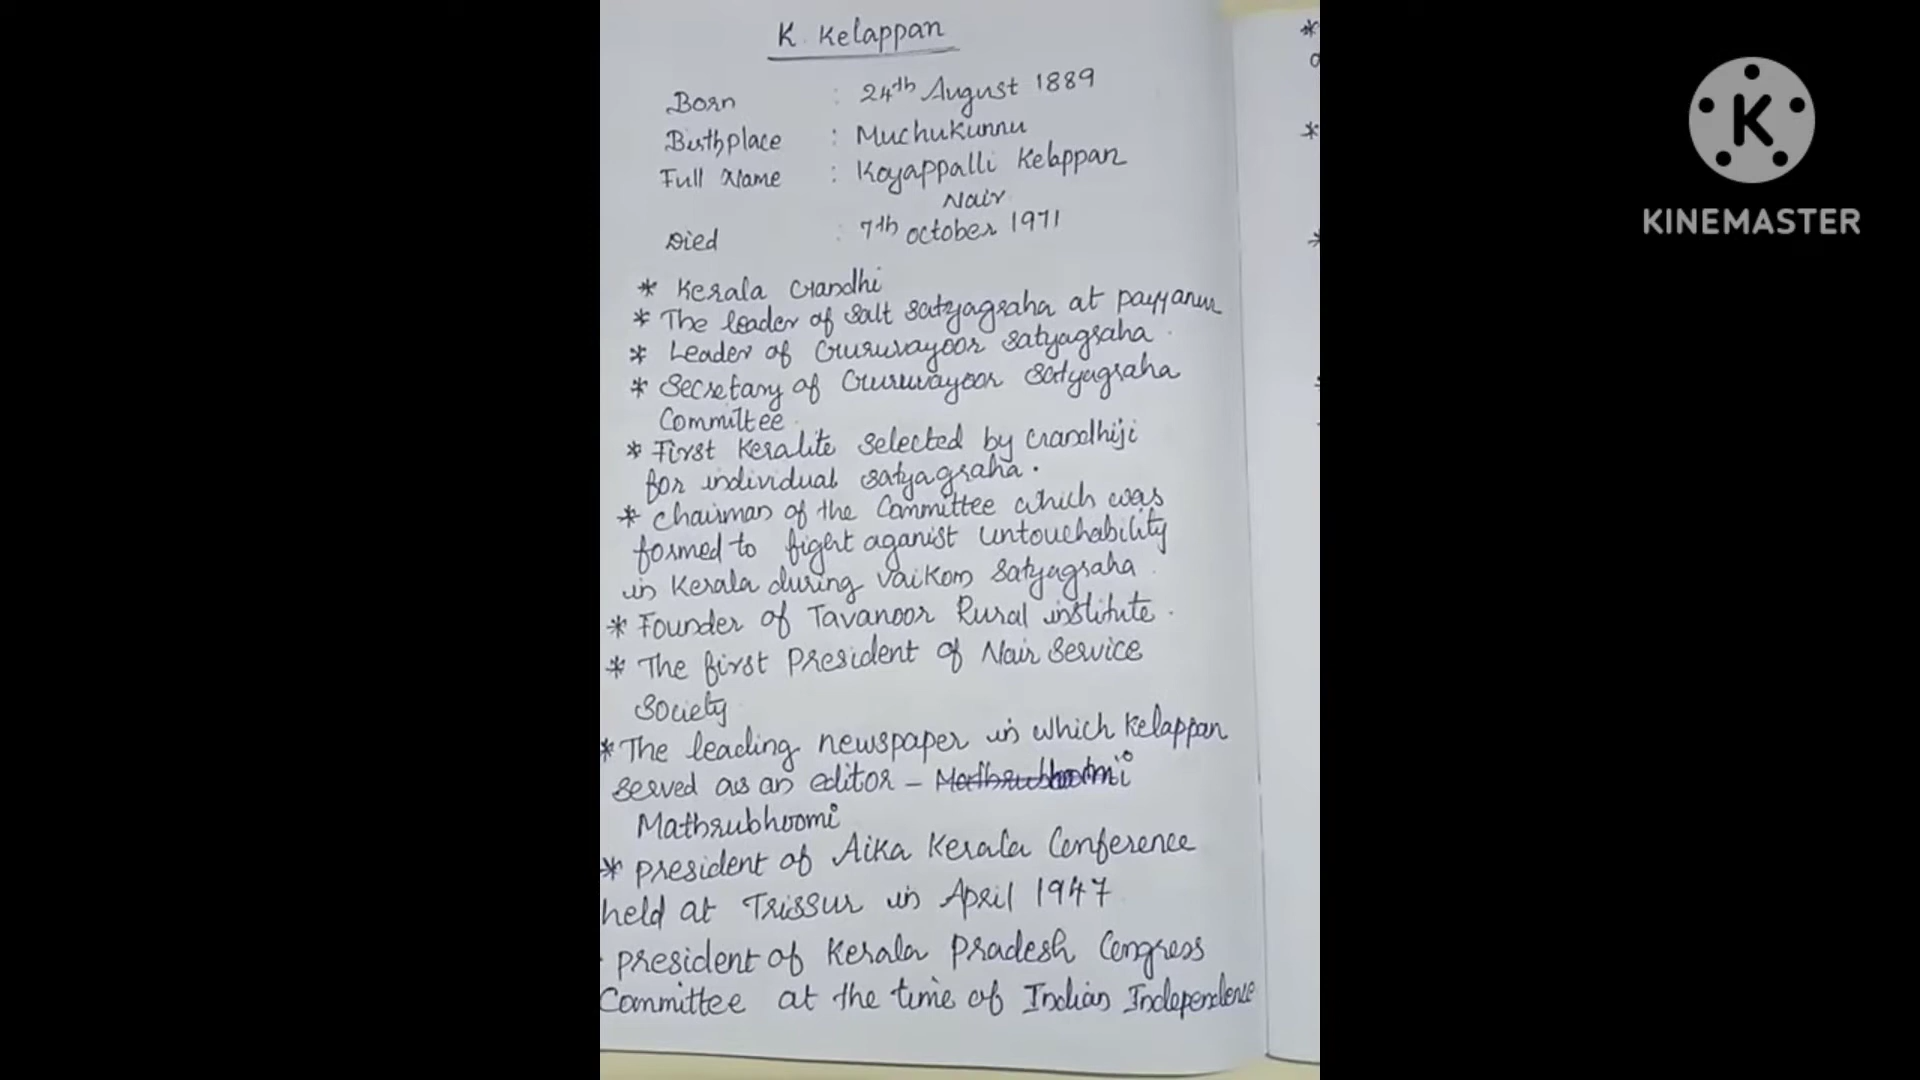 K. Kelappan
Born : 24th August 1889
Birthplace : Muchukunnu
Full Name : Koyappalli Kelappan
Nair
Died : 7th October 1971
* Kerala Gandhi
* The leader of Salt Satyagraha at Payyanur
* Leader of Guruvayoor Satyagraha
* Secretary of Guruvayoor Satyagraha
Committee
* First Keralite selected by Gandhiji
for individual satyagraha.
* Chairman of the Committee which was
formed to fight aganist Untouchability
in Kerala during Vaikom Satyagraha
* Founder of Tavanoor Rural institute.
* The first President of Nair Service
Society
* The leading newspaper in which Kelappan
served as an editor - Mathrubhoomi
Mathrubhoomi
* President of Aika Kerala Conference
held at Trissur in April 1947
President of Kerala Pradesh Congress
Committee at the time of Indian Independence
KINEMASTER